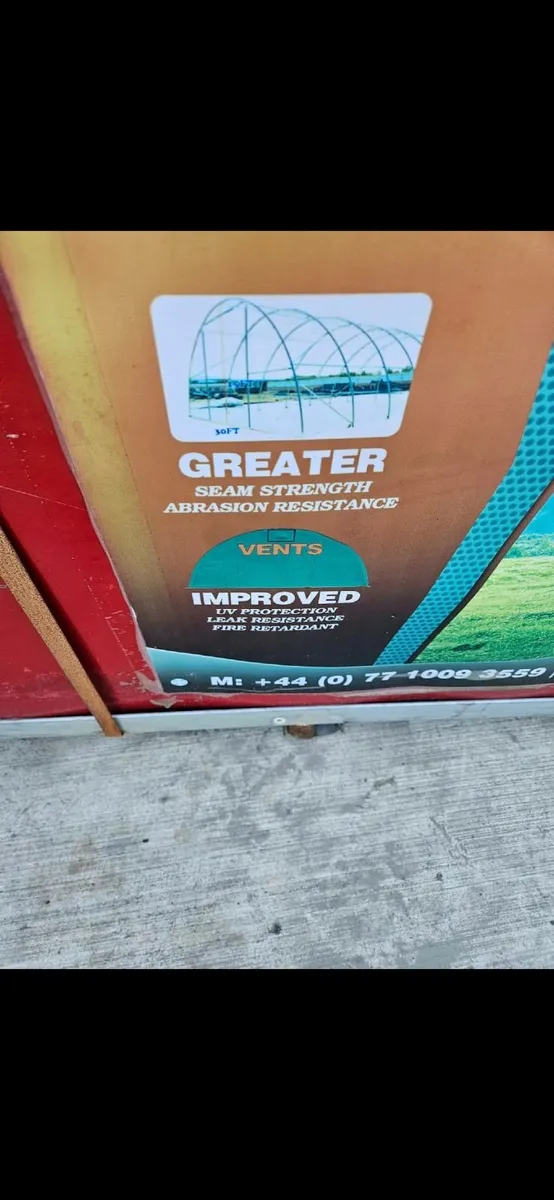 30FT
GREATER
SEAM STRENGTH
ABRASION RESISTANCE
VENTS
IMPROVED
UV PROTECTION
LEAK RESISTANCE
FIRE RETARDANT
M: +44 (0) 77 1009 3559 /